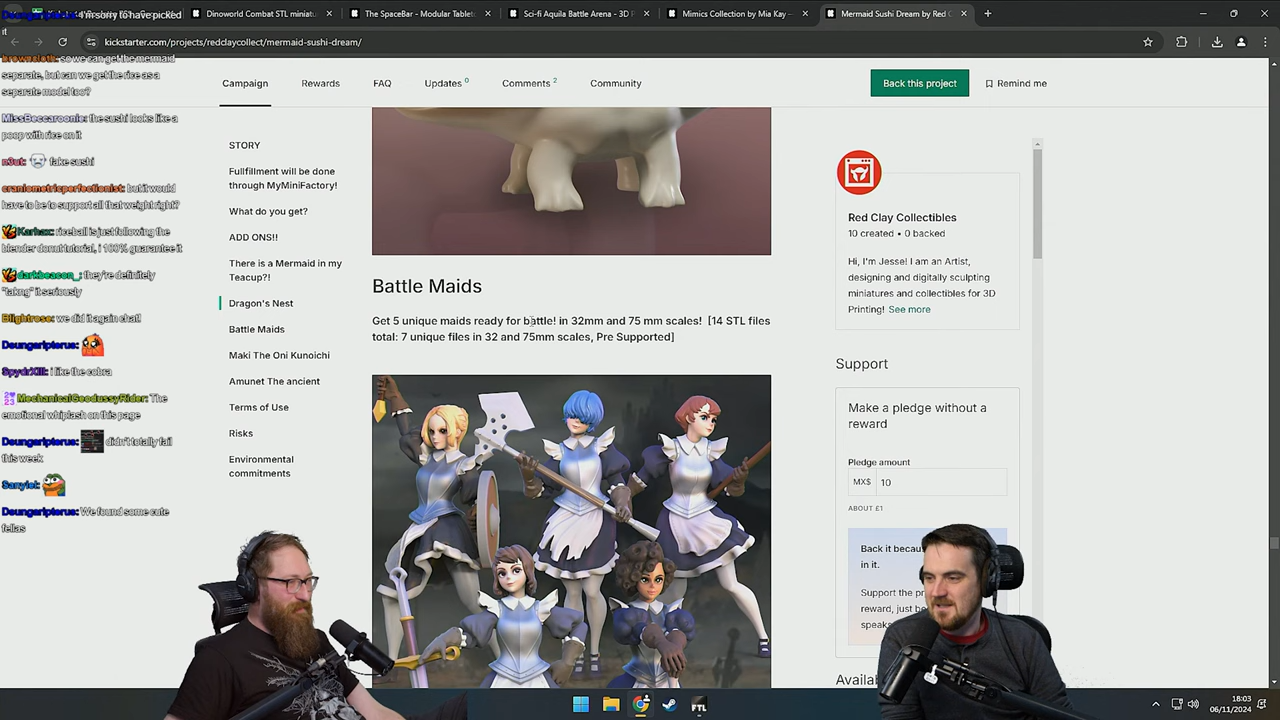 Dinoworld Combat STL miniatu
The SpaceBar - Modular Table
Sci-fi Aquila Battle Arena - 3D P
Mimics Collection by Mia Kay
Mermaid Sushi Dream by Red C
kickstarter.com/projects/redclaycollect/mermaid-sushi-dream/
browncloth: so we can get the mermaid
separate, but can we get the rice as a
separate model too?
MissBeccaroonie: the sushi looks like a
poop with rice on it
n3ut: fake sushi
craniometricperfectionist: but it would
have to be to support all that weight right?
Karhax: riceball is just following the
blender donut tutorial, i 100% guarantee it
darkbeacon_: they're definitely
"takng" it seriously
Blightrose: we did it again chat!
Deungaripterus:
SpydrXIII: i like the cobra
MechanicalGeodussyRider: The
emotional whiplash on this page
Deungaripterus: didn't totally fail
this week
Sanylol:
Deungaripterus: We found some cute
fellas
Campaign
Rewards
FAQ
Updates 0
Comments 2
Community
Back this project
Remind me
STORY
Fullfillment will be done
through MyMiniFactory!
What do you get?
ADD ONS!!
There is a Mermaid in my
Teacup?!
Dragon's Nest
Battle Maids
Maki The Oni Kunoichi
Amunet The ancient
Terms of Use
Risks
Environmental
commitments
Battle Maids
Get 5 unique maids ready for battle! in 32mm and 75 mm scales! [14 STL files
total: 7 unique files in 32 and 75mm scales, Pre Supported]
Red Clay Collectibles
10 created • 0 backed
Hi, I'm Jesse! I am an Artist,
designing and digitally sculpting
miniatures and collectibles for 3D
Printing! See more
Support
Make a pledge without a
reward
Pledge amount
MX$ 10
ABOUT £1
Back it becau
in it.
Support the pr
reward, just be
speaks
Availa
FTL
18:03
06/11/2024